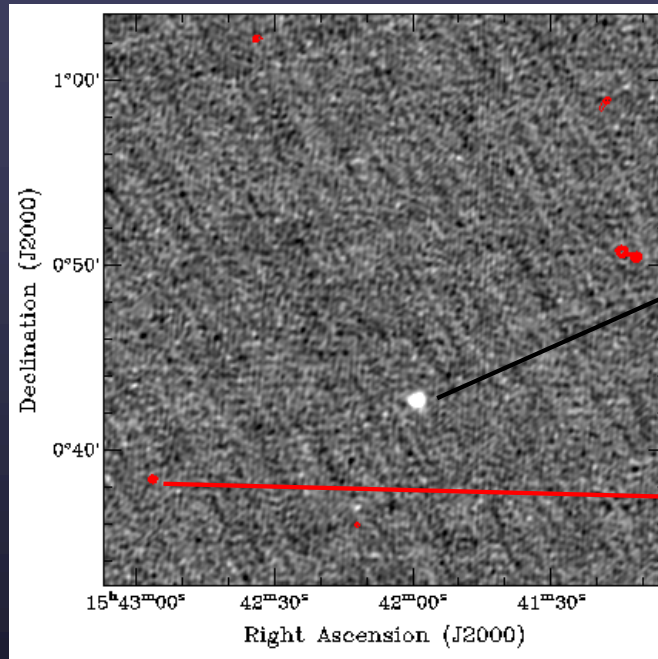 1°00'
0°50'
0°40'
Declination (J2000)
15ʰ43ᵐ00ˢ 42ᵐ30ˢ 42ᵐ00ˢ 41ᵐ30ˢ
Right Ascension (J2000)